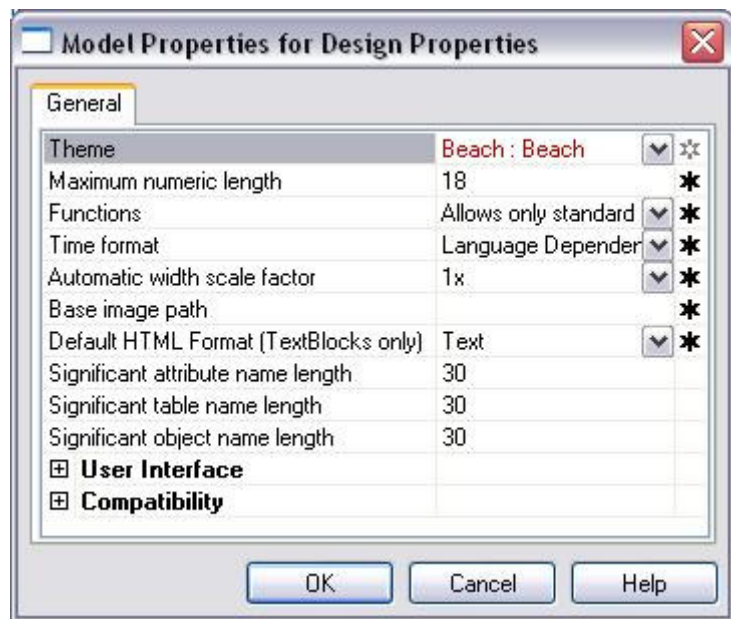 Model Properties for Design Properties
General
Theme Beach : Beach
Maximum numeric length 18
Functions Allows only standard
Time format Language Depender
Automatic width scale factor 1x
Base image path
Default HTML Format (TextBlocks only) Text
Significant attribute name length 30
Significant table name length 30
Significant object name length 30
User Interface
Compatibility
OK Cancel Help